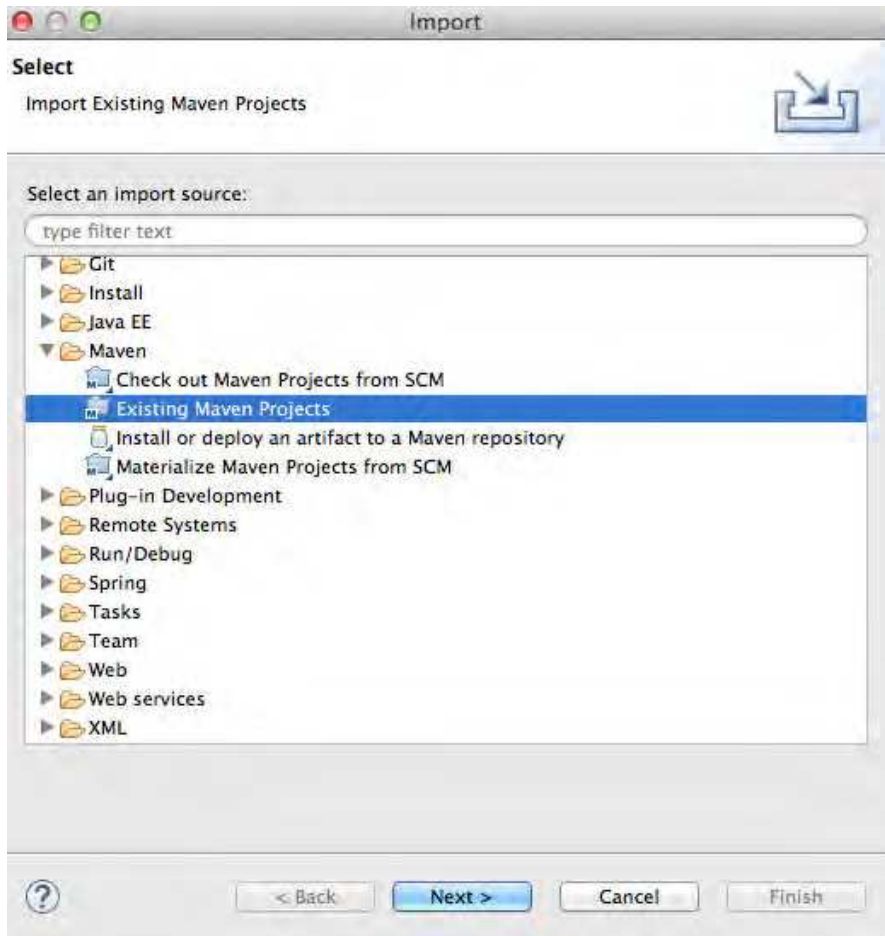 Import
Select
Import Existing Maven Projects
Select an import source:
type filter text
Git
Install
Java EE
Maven
Check out Maven Projects from SCM
Existing Maven Projects
Install or deploy an artifact to a Maven repository
Materialize Maven Projects from SCM
Plug-in Development
Remote Systems
Run/Debug
Spring
Tasks
Team
Web
Web services
XML
? < Back Next > Cancel Finish